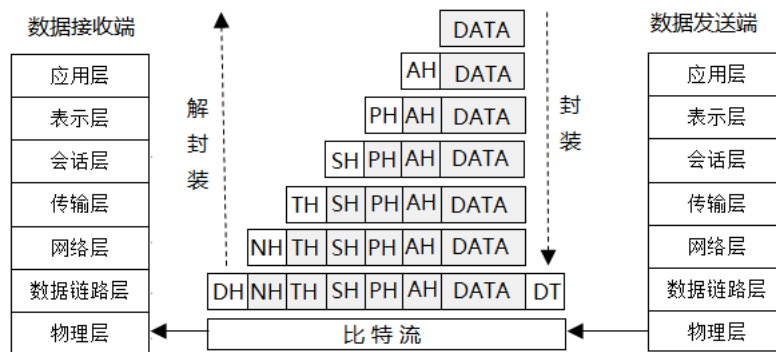 数据接收端
DATA
数据发送端
应用层
AH DATA
应用层
表示层
PH AH DATA
表示层
解封装
封装
会话层
SH PH AH DATA
会话层
传输层
TH SH PH AH DATA
传输层
网络层
NH TH SH PH AH DATA
网络层
数据链路层
DH NH TH SH PH AH DATA DT
数据链路层
物理层
比特流
物理层